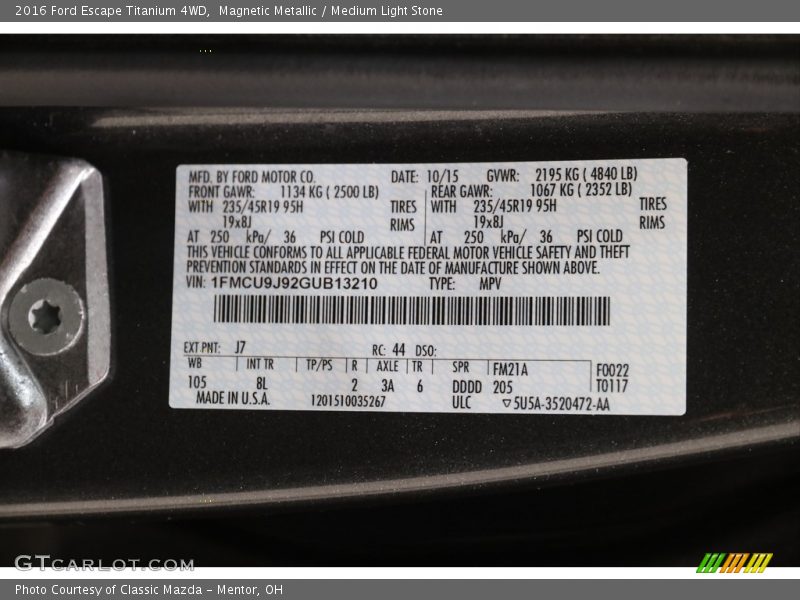 2016 Ford Escape Titanium 4WD,  Magnetic Metallic / Medium Light Stone
MFD. BY FORD MOTOR CO. DATE: 10/15 GVWR: 2195 KG ( 4840 LB)
FRONT GAWR: 1134 KG ( 2500 LB) REAR GAWR: 1067 KG ( 2352 LB)
WITH 235/45R19 95H TIRES WITH 235/45R19 95H TIRES
19x8J RIMS 19x8J RIMS
AT 250 kPa/ 36 PSI COLD AT 250 kPa/ 36 PSI COLD
THIS VEHICLE CONFORMS TO ALL APPLICABLE FEDERAL MOTOR VEHICLE SAFETY AND THEFT
PREVENTION STANDARDS IN EFFECT ON THE DATE OF MANUFACTURE SHOWN ABOVE.
VIN: 1FMCU9J92GUB13210 TYPE: MPV
EXT PNT: J7 RC: 44 DSO:
WB INT TR TP/PS R AXLE TR SPR FM21A F0022
105 8L 2 3A 6 DDDD 205 T0117
MADE IN U.S.A. 1201510035267 ULC ▽5U5A-3520472-AA
GTCarLot.com
Photo Courtesy of Classic Mazda - Mentor, OH